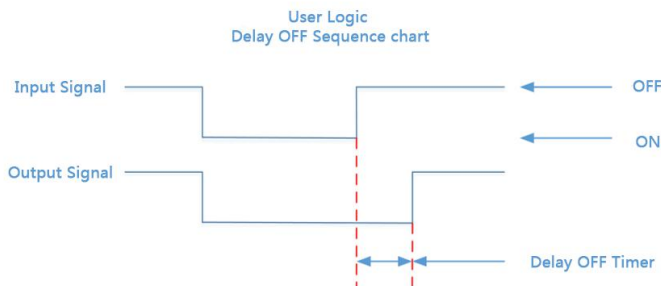 User Logic
Delay OFF Sequence chart
Input Signal
OFF
ON
Output Signal
Delay OFF Timer